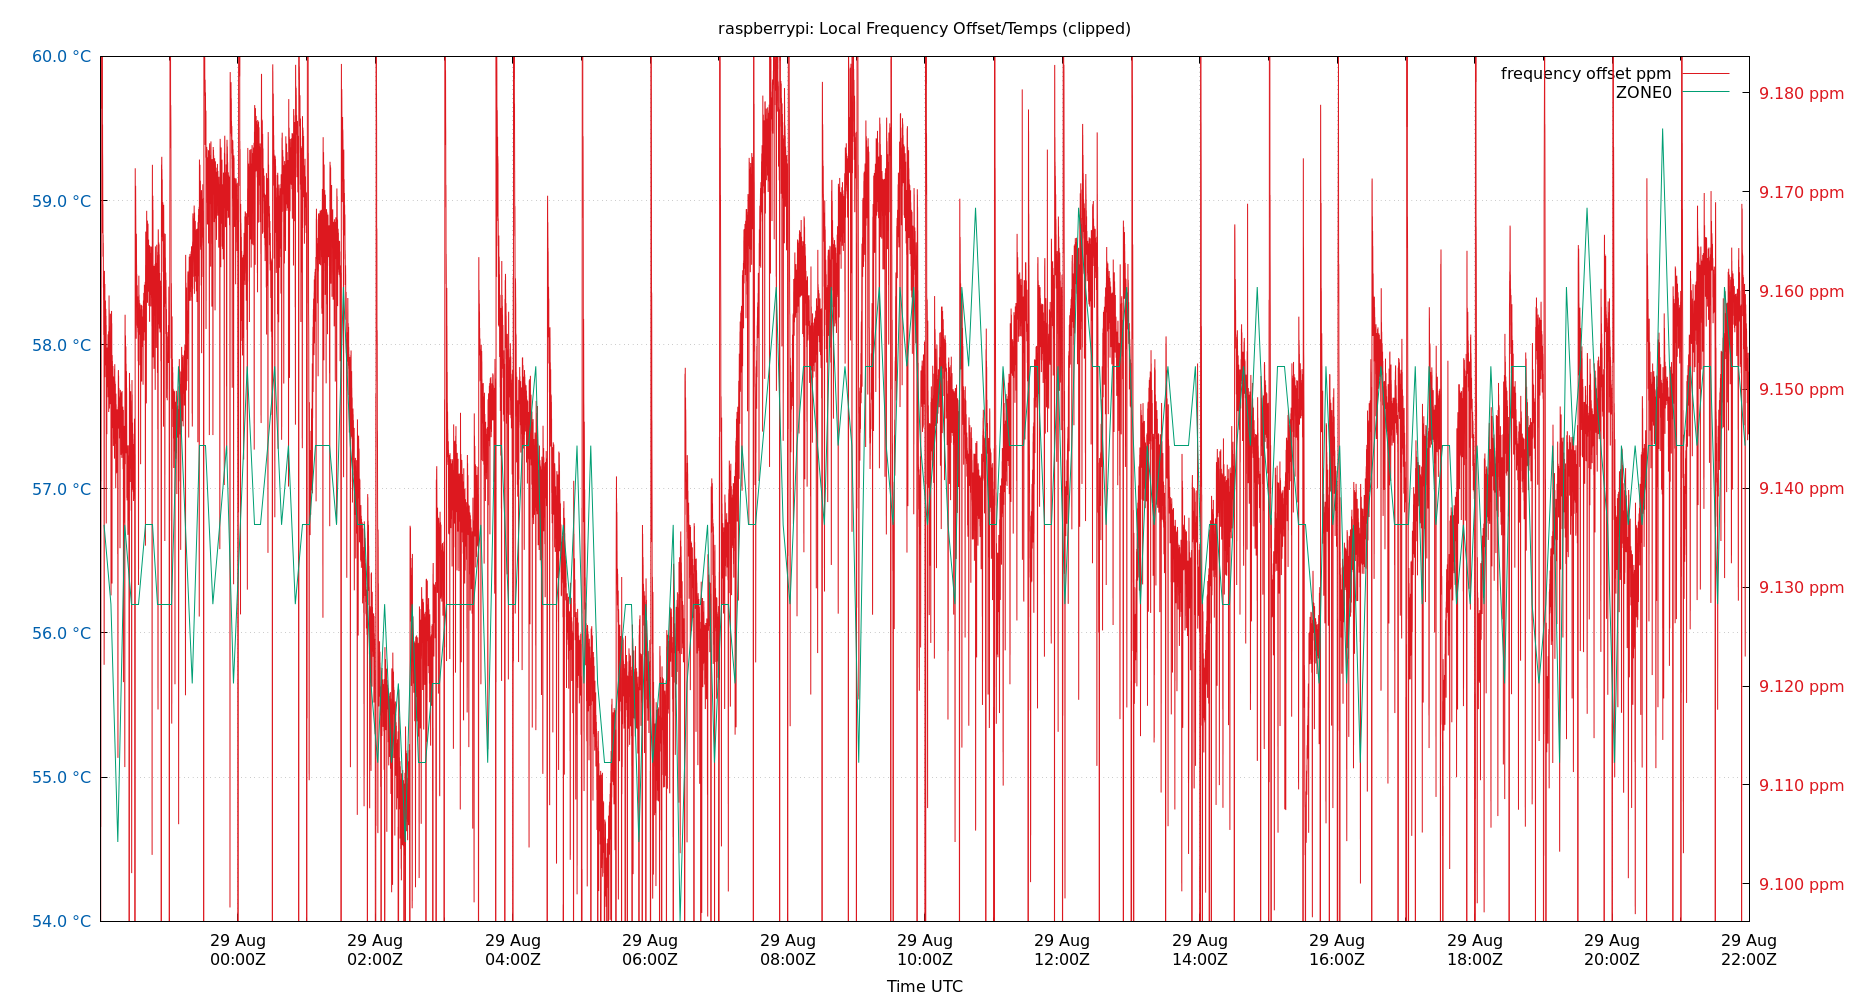 raspberrypi: Local Frequency Offset/Temps (clipped)
60.0 °C
59.0 °C
58.0 °C
57.0 °C
56.0 °C
55.0 °C
54.0 °C
frequency offset ppm
ZONE0
9.180 ppm
9.170 ppm
9.160 ppm
9.150 ppm
9.140 ppm
9.130 ppm
9.120 ppm
9.110 ppm
9.100 ppm
29 Aug 29 Aug 29 Aug 29 Aug 29 Aug 29 Aug 29 Aug 29 Aug 29 Aug 29 Aug 29 Aug 29 Aug
00:00Z 02:00Z 04:00Z 06:00Z 08:00Z 10:00Z 12:00Z 14:00Z 16:00Z 18:00Z 20:00Z 22:00Z
Time UTC